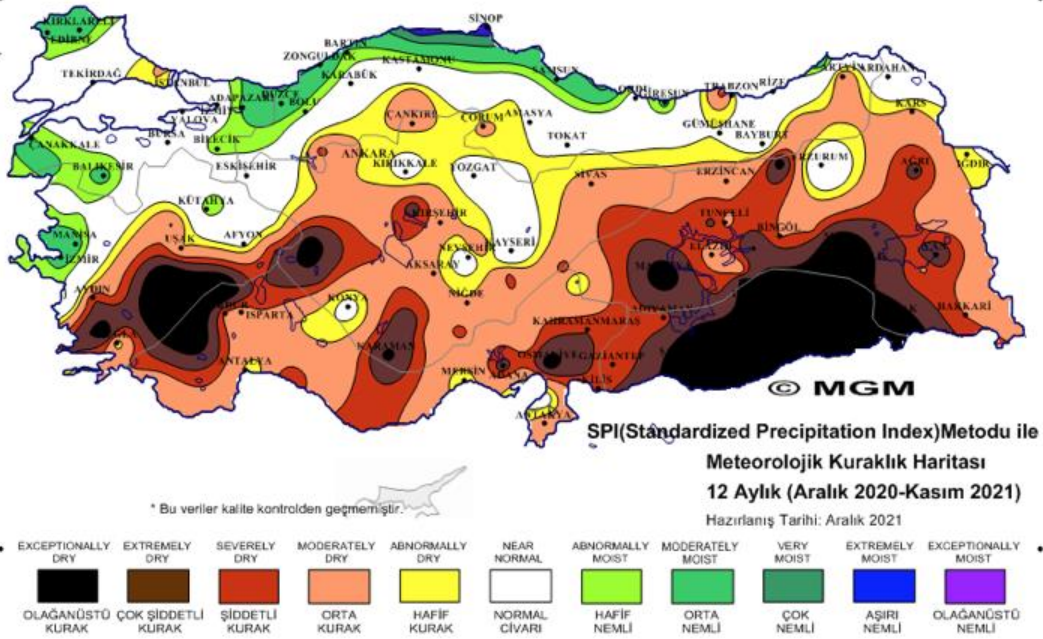 SİNOP
KIRKLARELİ
EDİRNE
BARTIN
ZONGULDAK
KASTAMONU
TEKİRDAĞ
İSTANBUL
KARABÜK
SAMSUN
ARTVİN
ARDAHAN
ADAPAZARI
DÜZCE
BOLU
ORDU
GİRESUN
TRABZON
RİZE
İZMİT
YALOVA
ÇANKIRI
ÇORUM
AMASYA
KARS
ÇANAKKALE
BURSA
BİLECİK
TOKAT
GÜMÜŞHANE
BAYBURT
BALIKESİR
ESKİSEHİR
ANKARA
KIRIKKALE
YOZGAT
SİVAS
ERZİNCAN
ERZURUM
AĞRI
IĞDIR
KÜTAHYA
KIRŞEHİR
TUNCELİ
MANİSA
UŞAK
AFYON
NEVŞEHİR
KAYSERİ
BİNGÖL
ELAZIĞ
İZMİR
AKSARAY
VAN
AYDIN
KONYA
NİĞDE
ADIYAMAN
HAKKARİ
ISPARTA
KAHRAMANMARAŞ
KARAMAN
OSMANİYE
GAZİANTEP
ANTALYA
MERSİN
ADANA
KİLİS
ANTAKYA
© MGM
SPI(Standardized Precipitation Index)Metodu ile
Meteorolojik Kuraklık Haritası
12 Aylık (Aralık 2020-Kasım 2021)
Hazırlanış Tarihi: Aralık 2021
* Bu veriler kalite kontrolden geçmemiştir.
EXCEPTIONALLY DRY
EXTREMELY DRY
SEVERELY DRY
MODERATELY DRY
ABNORMALLY DRY
NEAR NORMAL
ABNORMALLY MOIST
MODERATELY MOIST
VERY MOIST
EXTREMELY MOIST
EXCEPTIONALLY MOIST
OLAĞANÜSTÜ KURAK
ÇOK ŞİDDETLİ KURAK
ŞİDDETLİ KURAK
ORTA KURAK
HAFİF KURAK
NORMAL CİVARI
HAFİF NEMLİ
ORTA NEMLİ
ÇOK NEMLİ
AŞIRI NEMLİ
OLAĞANÜSTÜ NEMLİ